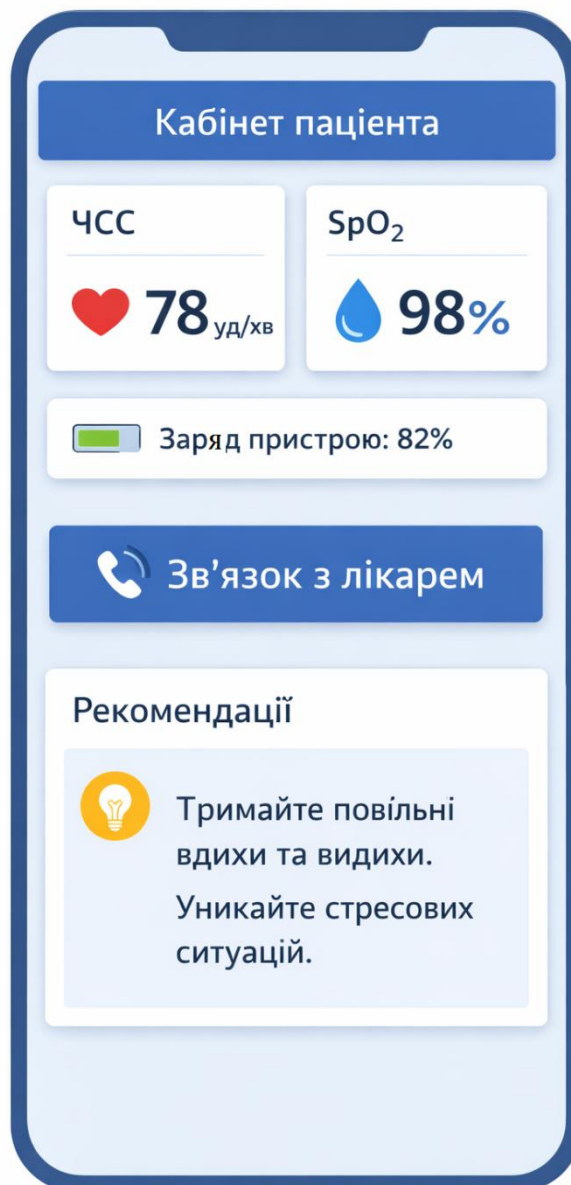 Кабінет пацієнта
ЧСС
78 уд/хв
SpO₂
98%
Заряд пристрою: 82%
Зв’язок з лікарем
Рекомендації
Тримайте повільні
вдихи та видихи.
Уникайте стресових
ситуацій.